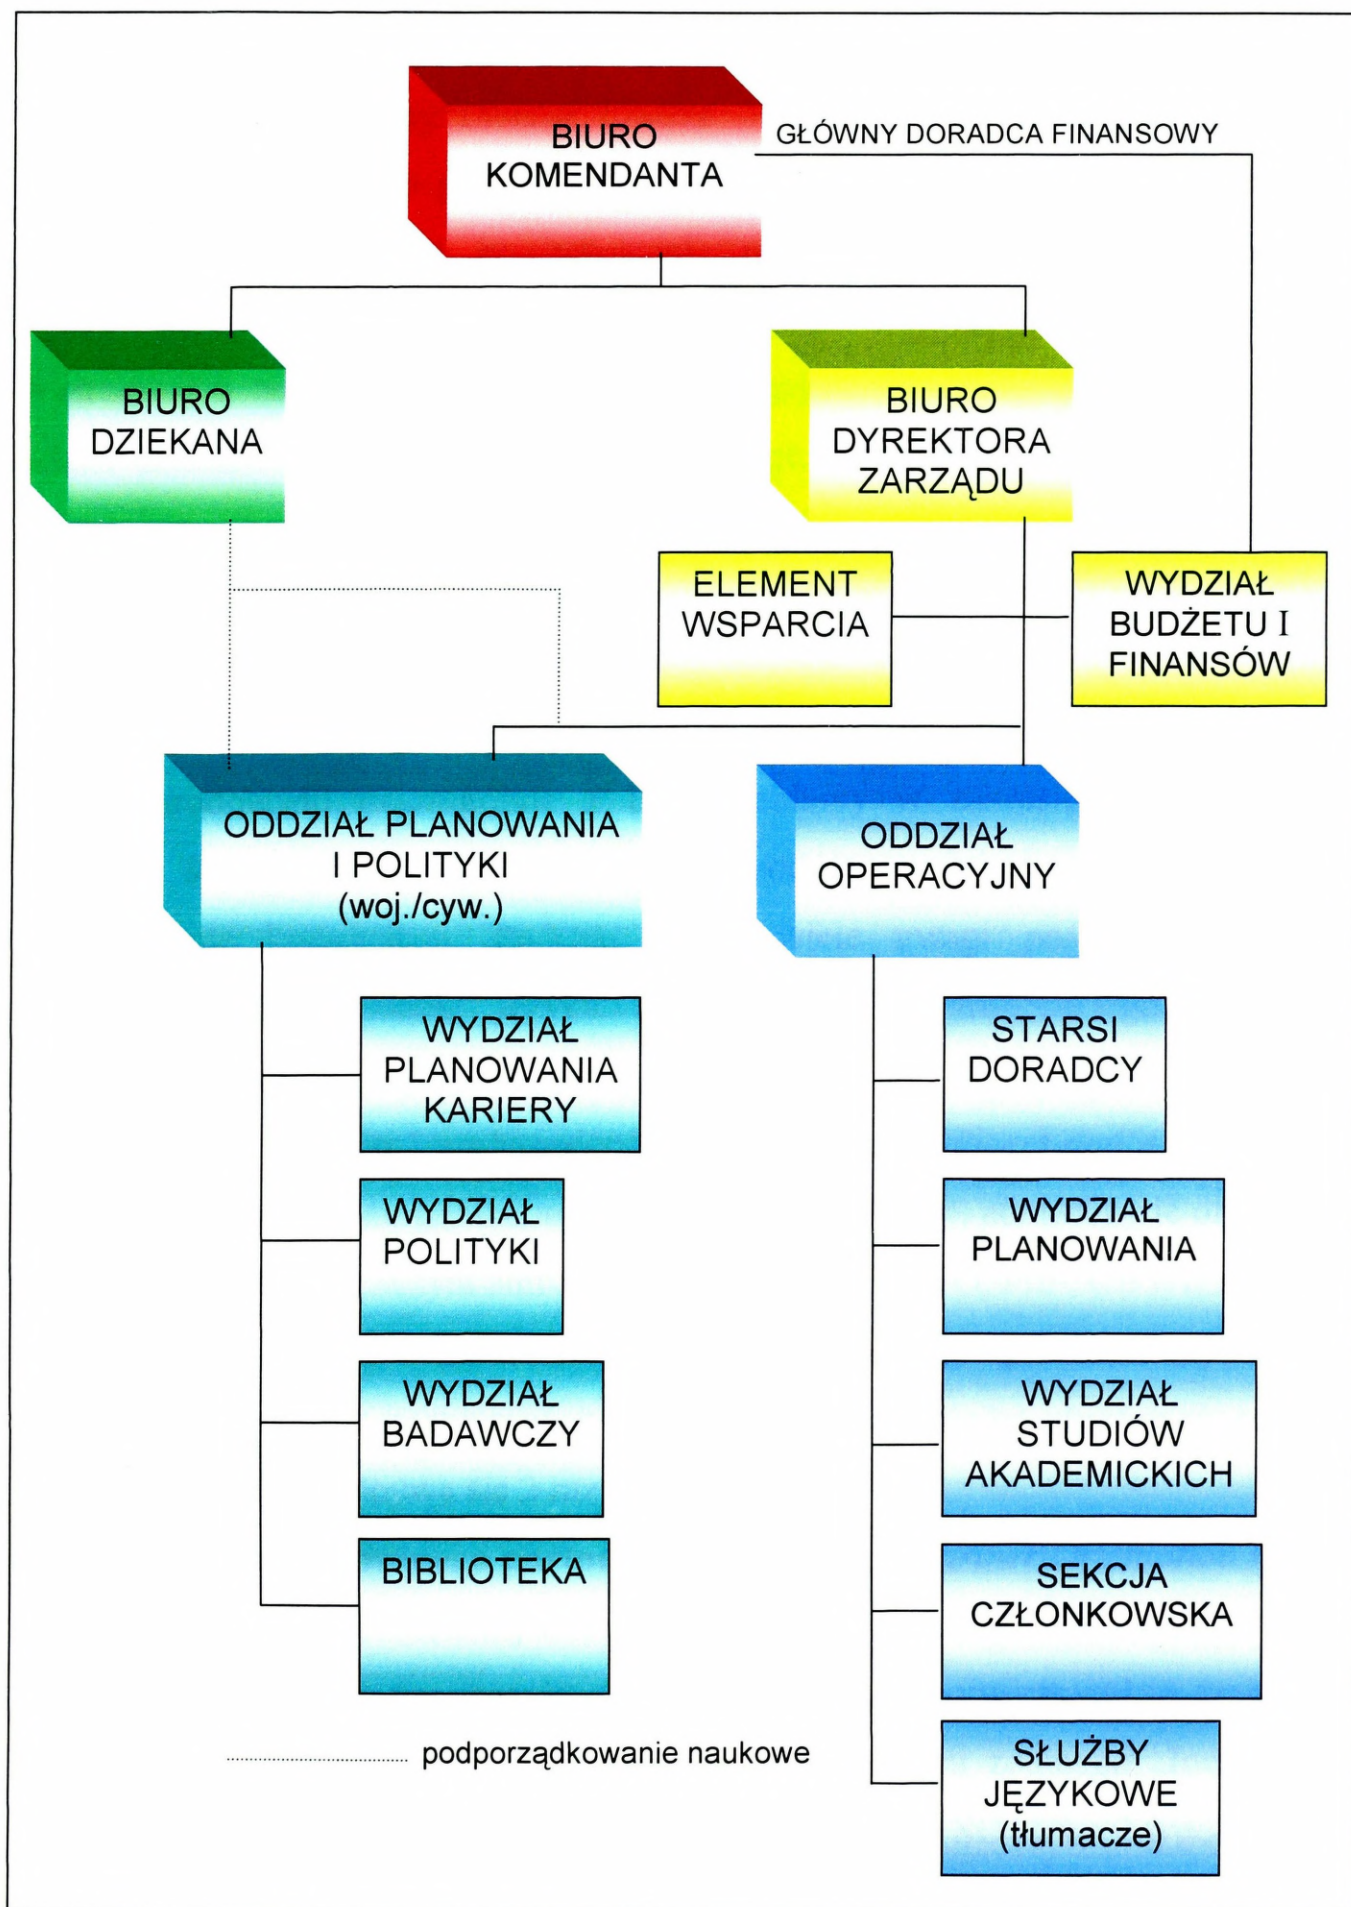 BIURO
KOMENDANTA
GŁÓWNY DORADCA FINANSOWY
BIURO
DZIEKANA
BIURO
DYREKTORA
ZARZĄDU
ELEMENT
WSPARCIA
WYDZIAŁ
BUDŻETU I
FINANSÓW
ODDZIAŁ PLANOWANIA
I POLITYKI
(woj./cyw.)
ODDZIAŁ
OPERACYJNY
WYDZIAŁ
PLANOWANIA
KARIERY
WYDZIAŁ
POLITYKI
WYDZIAŁ
BADAWCZY
BIBLIOTEKA
STARSI
DORADCY
WYDZIAŁ
PLANOWANIA
WYDZIAŁ
STUDIÓW
AKADEMICKICH
SEKCJA
CZŁONKOWSKA
SŁUŻBY
JĘZYKOWE
(tłumacze)
podporządkowanie naukowe